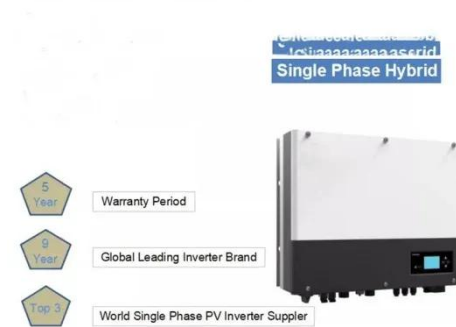 Single Phase Hybrid
5
Year
Warranty Period
9
Year
Global Leading Inverter Brand
Top 3
World Single Phase PV Inverter Suppler